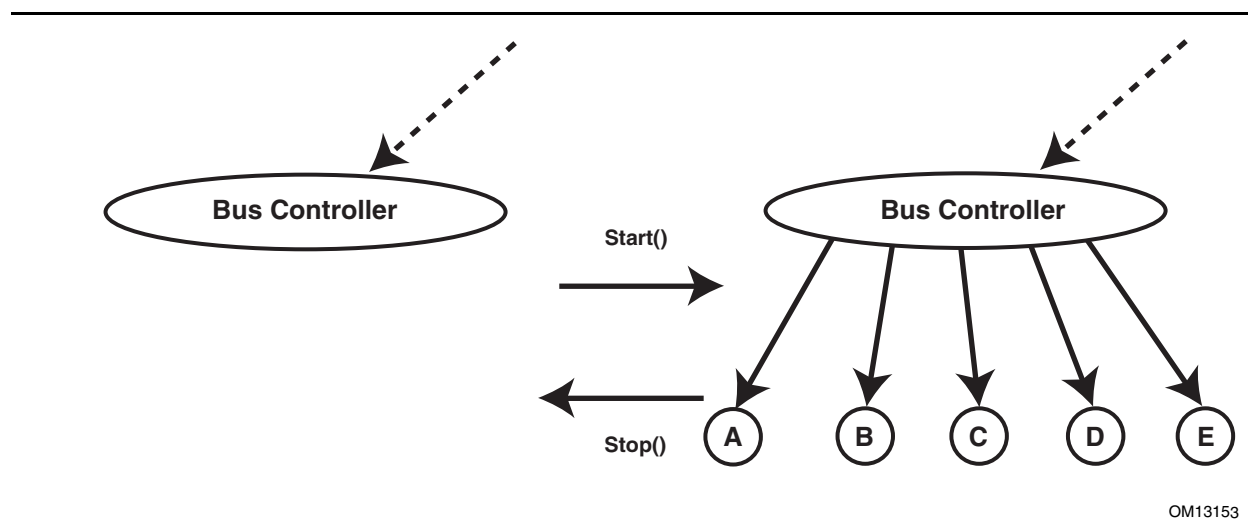 Bus Controller
Bus Controller
Start()
Stop()
A
B
C
D
E
OM13153